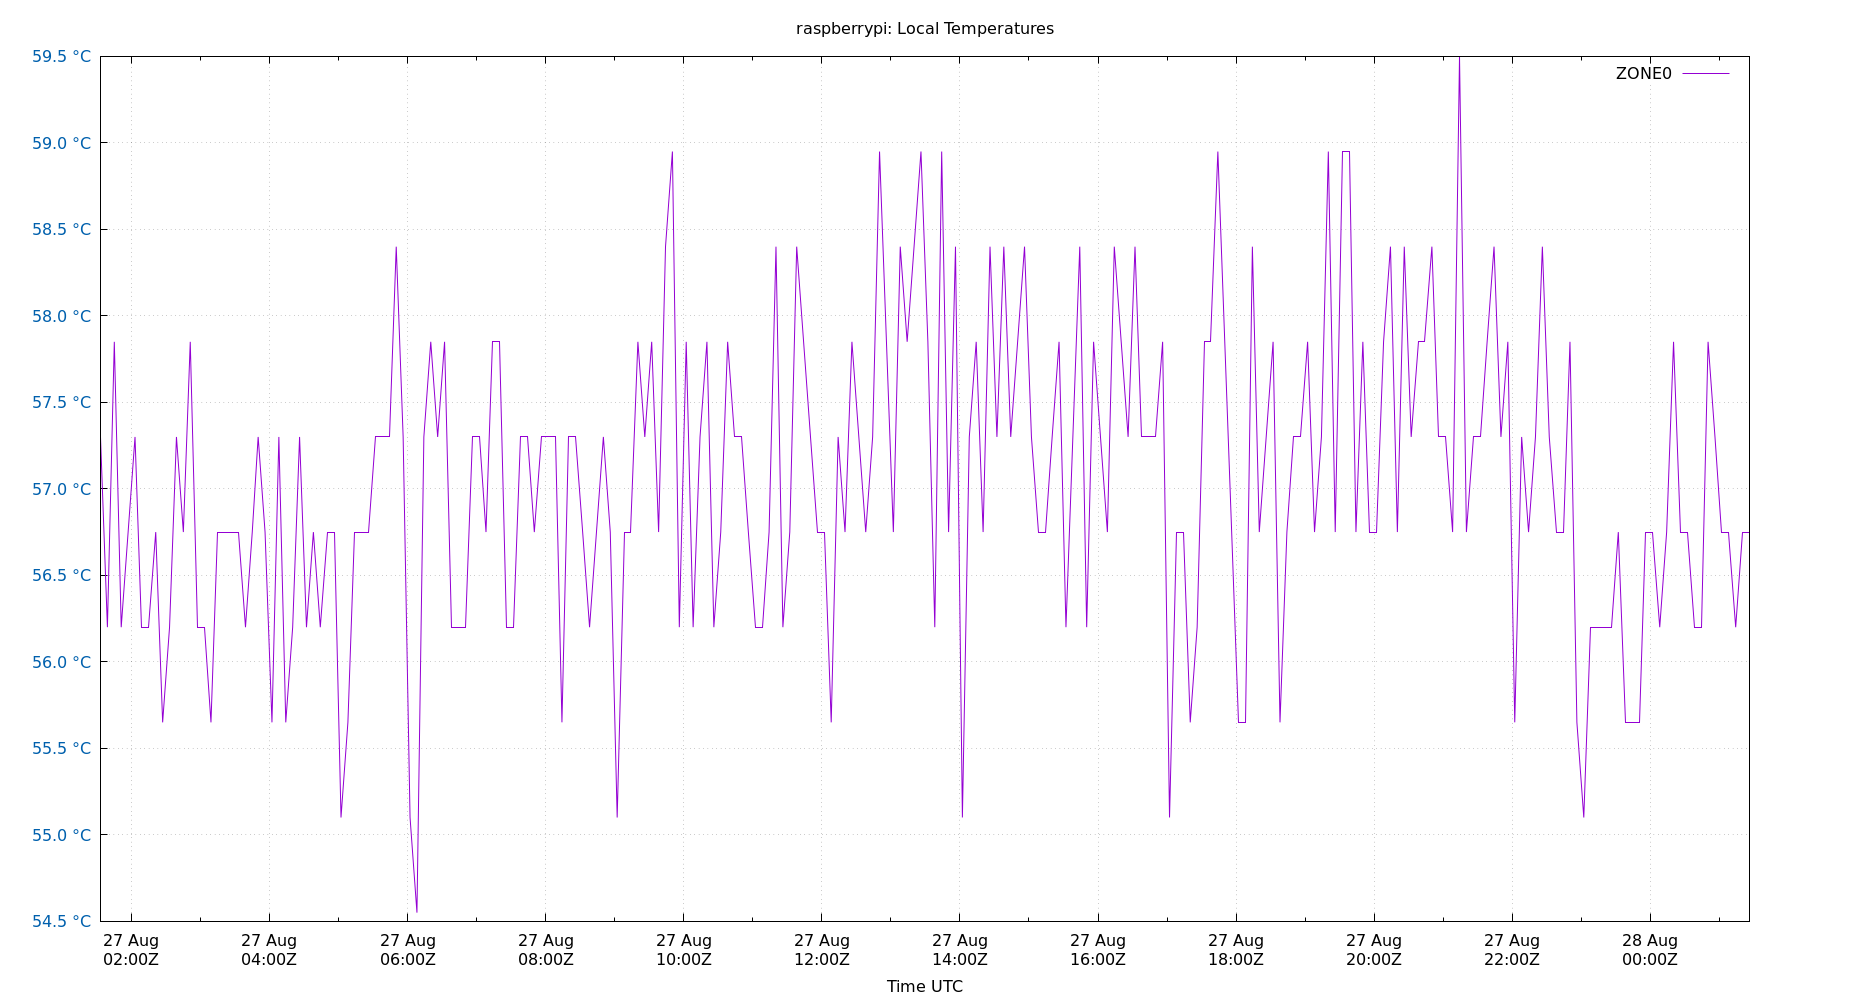 raspberrypi: Local Temperatures
59.5 °C
59.0 °C
58.5 °C
58.0 °C
57.5 °C
57.0 °C
56.5 °C
56.0 °C
55.5 °C
55.0 °C
54.5 °C
ZONE0
27 Aug 27 Aug 27 Aug 27 Aug 27 Aug 27 Aug 27 Aug 27 Aug 27 Aug 27 Aug 27 Aug 28 Aug
02:00Z 04:00Z 06:00Z 08:00Z 10:00Z 12:00Z 14:00Z 16:00Z 18:00Z 20:00Z 22:00Z 00:00Z
Time UTC